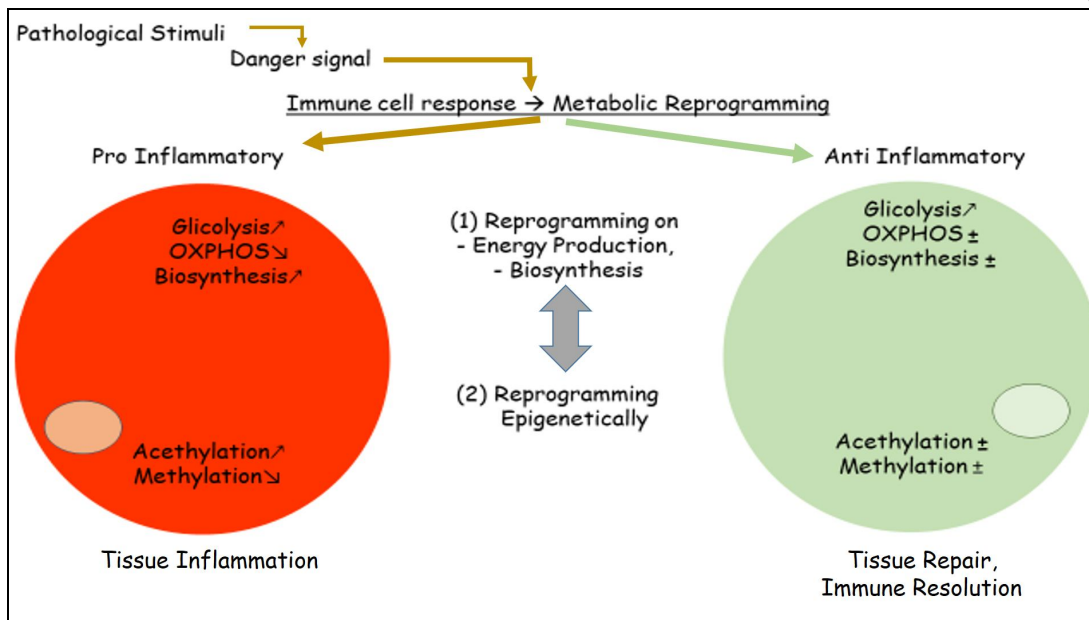 Pathological Stimuli
Danger signal
Immune cell response → Metabolic Reprogramming
Pro Inflammatory
Anti Inflammatory
Glicolysis↗
OXPHOS↘
Biosynthesis↗
(1) Reprogramming on
- Energy Production,
- Biosynthesis
Glicolysis↗
OXPHOS ±
Biosynthesis ±
(2) Reprogramming
Epigenetically
Acethylation↗
Methylation↘
Acethylation ±
Methylation ±
Tissue Inflammation
Tissue Repair,
Immune Resolution